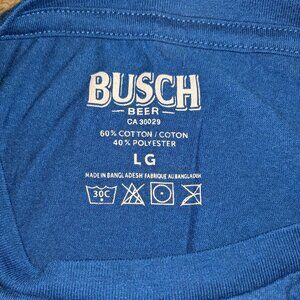 BUSCH
BEER
CA 30029
60% COTTON / COTON
40% POLYESTER
LG
MADE IN BANGLADESH FABRIQUE AU BANGLADESH
30C